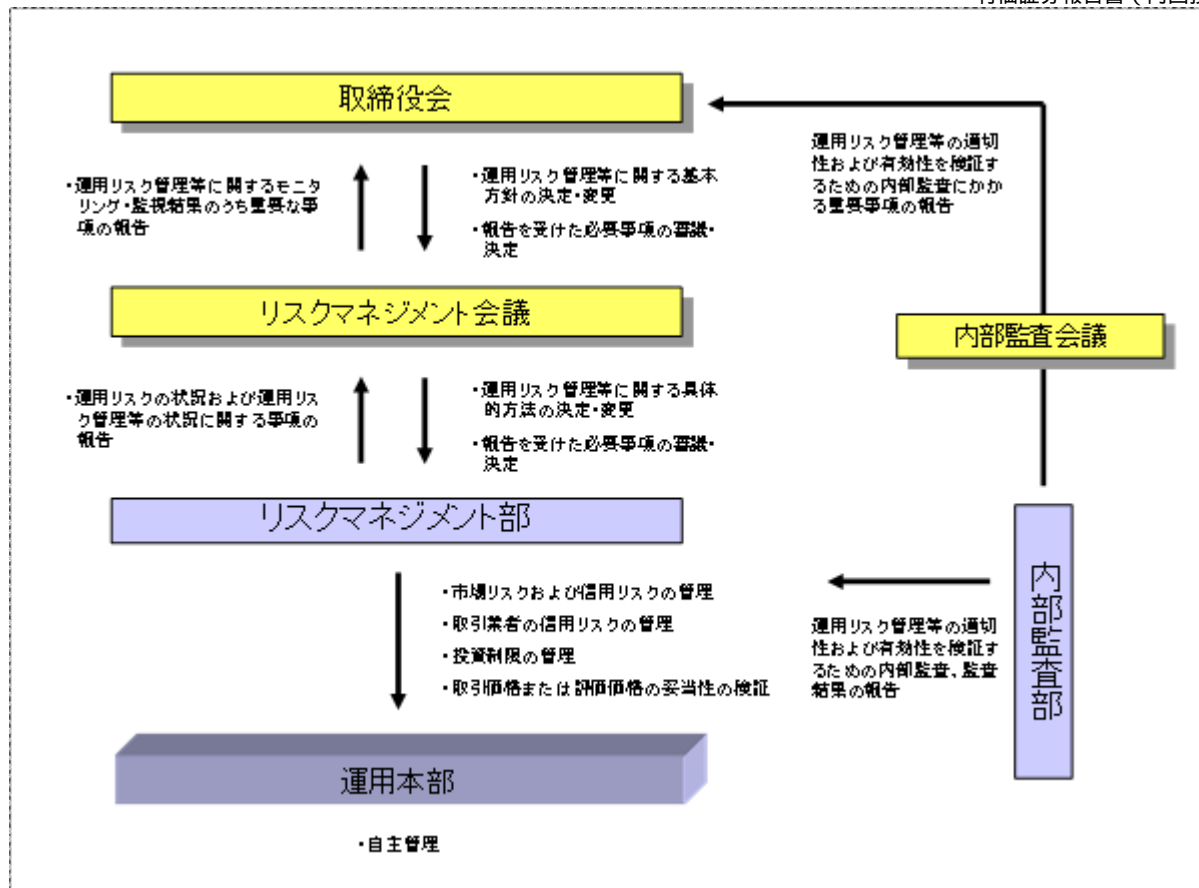 取締役会
・運用リスク管理等に関するモニタ
リング・監視結果のうち重要な事
項の報告
・運用リスク管理等に関する基本
方針の決定・変更
・報告を受けた必要事項の審議・
決定
運用リスク管理等の適切
性および有効性を検証す
るための内部監査にかか
る重要事項の報告
リスクマネジメント会議
内部監査会議
・運用リスクの状況および運用リス
ク管理等の状況に関する事項の
報告
・運用リスク管理等に関する具体
的方法の決定・変更
・報告を受けた必要事項の審議・
決定
リスクマネジメント部
・市場リスクおよび信用リスクの管理
・取引業者の信用リスクの管理
・投資制限の管理
・取引価格または評価価格の妥当性の検証
運用リスク管理等の適切
性および有効性を検証す
るための内部監査、監査
結果の報告
内部監査部
運用本部
・自主管理